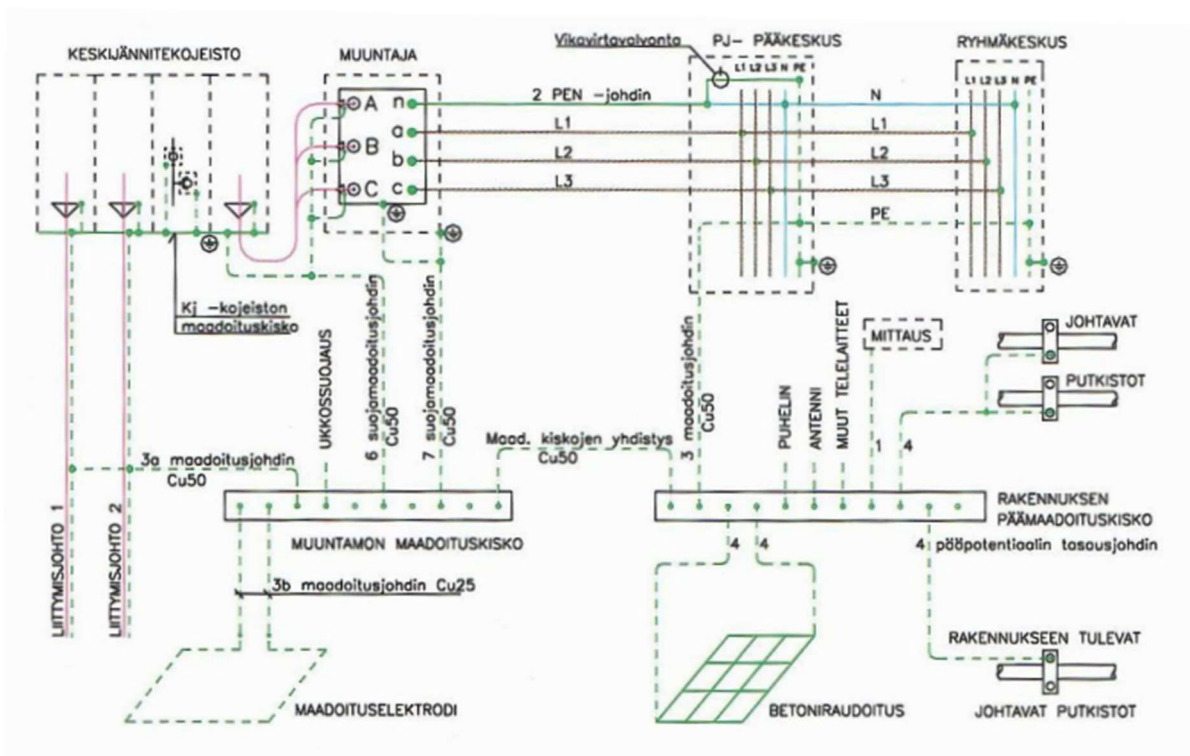 KESKIJÄNNITEKOJEISTO
MUUNTAJA
Vikavirtavalvonta
PJ- PÄÄKESKUS
RYHMÄKESKUS
L1 L2 L3 N PE
L1 L2 L3 N PE
A n
a
B
b
C c
2 PEN -johdin
N
L1
L1
L2
L2
L3
L3
PE
Kj -kojeiston
maadoituskisko
UKKOSSUOJAUS
6 suojamaadoitusjohdin
Cu50
7 suojamaadoitusjohdin
Cu50
3 maadoitusjohdin
Cu50
PUHELIN
ANTENNI
MUUT TELELAITTEET
MITTAUS
1
4
JOHTAVAT
PUTKISTOT
3a maadoitusjohdin
Cu50
Maad. kiskojen yhdistys
Cu50
LIITTYMISJOHTO 1
LIITTYMISJOHTO 2
MUUNTAMON MAADOITUSKISKO
RAKENNUKSEN
PÄÄMAADOITUSKISKO
4 4
4 pääpotentiaalin tasausjohdin
3b maadoitusjohdin Cu25
MAADOITUSELEKTRODI
BETONIRAUDOITUS
RAKENNUKSEEN TULEVAT
JOHTAVAT PUTKISTOT